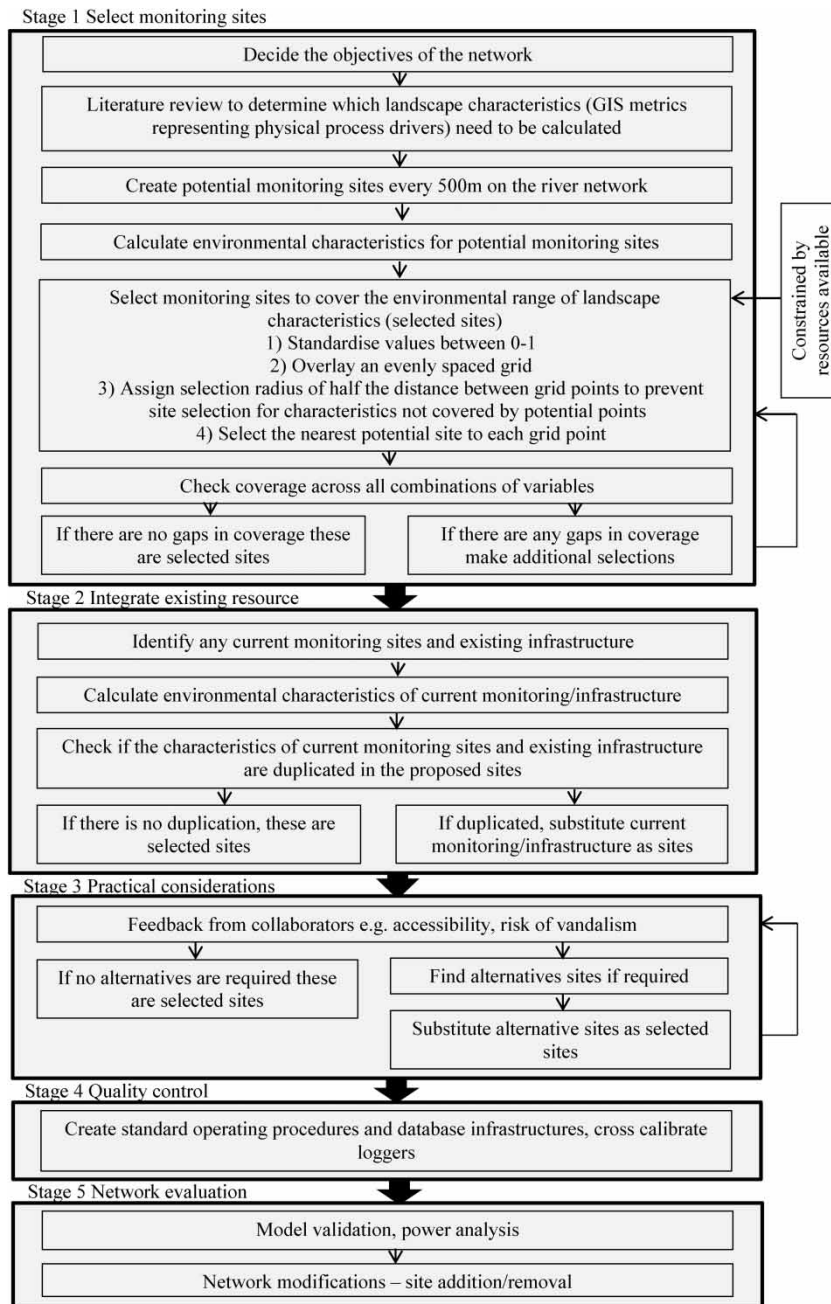 Stage 1 Select monitoring sites
Decide the objectives of the network
Literature review to determine which landscape characteristics (GIS metrics
representing physical process drivers) need to be calculated
Create potential monitoring sites every 500m on the river network
Calculate environmental characteristics for potential monitoring sites
Constrained by
resources available
Select monitoring sites to cover the environmental range of landscape
characteristics (selected sites)
1) Standardise values between 0-1
2) Overlay an evenly spaced grid
3) Assign selection radius of half the distance between grid points to prevent
site selection for characteristics not covered by potential points
4) Select the nearest potential site to each grid point
Check coverage across all combinations of variables
If there are no gaps in coverage these
are selected sites
If there are any gaps in coverage
make additional selections
Stage 2 Integrate existing resource
Identify any current monitoring sites and existing infrastructure
Calculate environmental characteristics of current monitoring/infrastructure
Check if the characteristics of current monitoring sites and existing infrastructure
are duplicated in the proposed sites
If there is no duplication, these are
selected sites
If duplicated, substitute current
monitoring/infrastructure as sites
Stage 3 Practical considerations
Feedback from collaborators e.g. accessibility, risk of vandalism
If no alternatives are required these
are selected sites
Find alternatives sites if required
Substitute alternative sites as selected
sites
Stage 4 Quality control
Create standard operating procedures and database infrastructures, cross calibrate
loggers
Stage 5 Network evaluation
Model validation, power analysis
Network modifications – site addition/removal